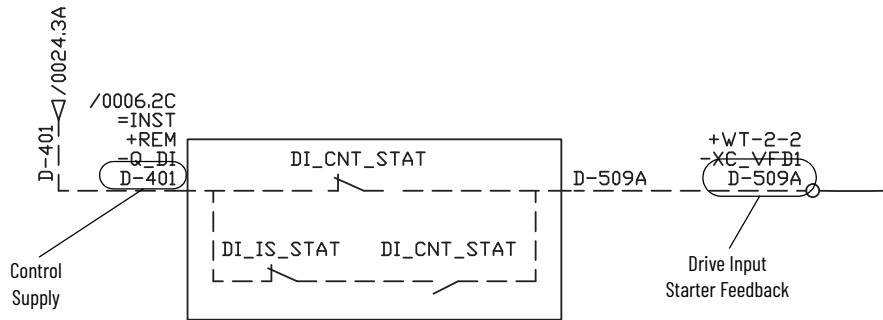 /0024.3A
D-401
/0006.2C
=INST
+REM
-Q_DI
D-401
DI_CNT_STAT
DI_IS_STAT
DI_CNT_STAT
D-509A
+WT-2-2
-XC_VFD1
D-509A
Control
Supply
Drive Input
Starter Feedback